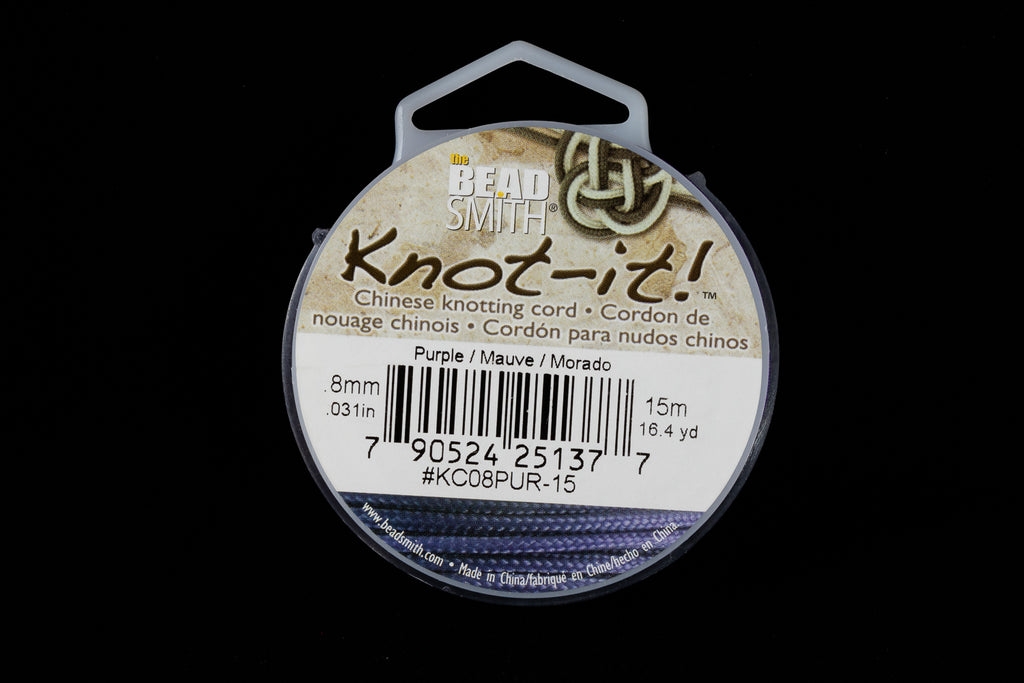 the
BEAD
SMITH®
Knot-it!™
Chinese knotting cord • Cordon de
nouage chinois • Cordón para nudos chinos
Purple / Mauve / Morado
.8mm
.031in
15m
16.4 yd
7 90524 25137 7
#KC08PUR-15
www.beadsmith.com • Made in China/fabriqué en Chine/hecho en China.